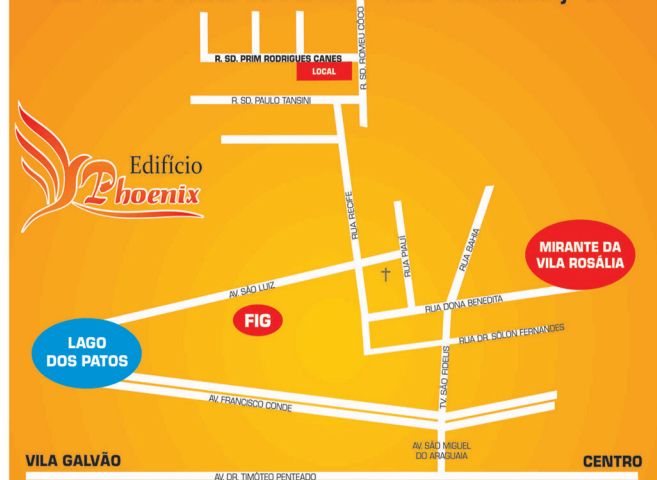 R. SD. ROMEU CÔCO
R. SD. PRIM RODRIGUES CANES
LOCAL
R. SD. PAULO TANSINI
Edifício
Phoenix
RUA RECIFE
RUA PIAUÍ
RUA BAHIA
MIRANTE DA
VILA ROSÁLIA
AV. SÃO LUIZ
RUA DONA BENEDITA
FIG
RUA DR. SÓLON FERNANDES
LAGO
DOS PATOS
TV. SÃO FIDELIS
AV. FRANCISCO CONDE
AV. SÃO MIGUEL
DO ARAGUAIA
VILA GALVÃO
CENTRO
AV. DR. TIMÓTEO PENTEADO